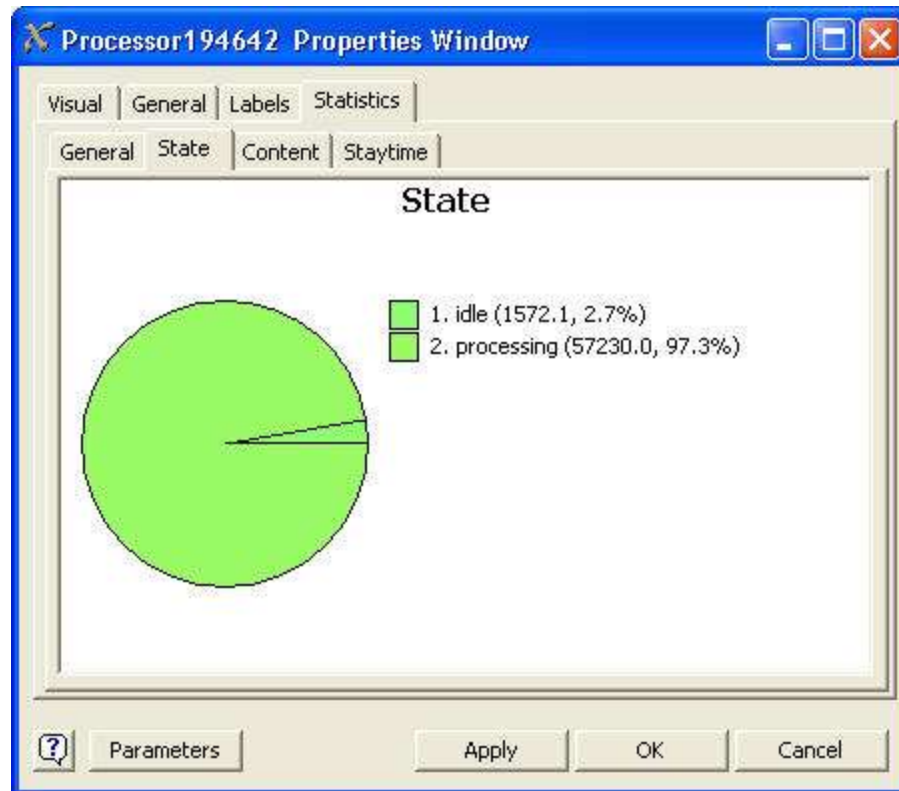 Processor194642 Properties Window
Visual General Labels Statistics
General State Content Staytime
State
1. idle (1572.1, 2.7%)
2. processing (57230.0, 97.3%)
? Parameters Apply OK Cancel